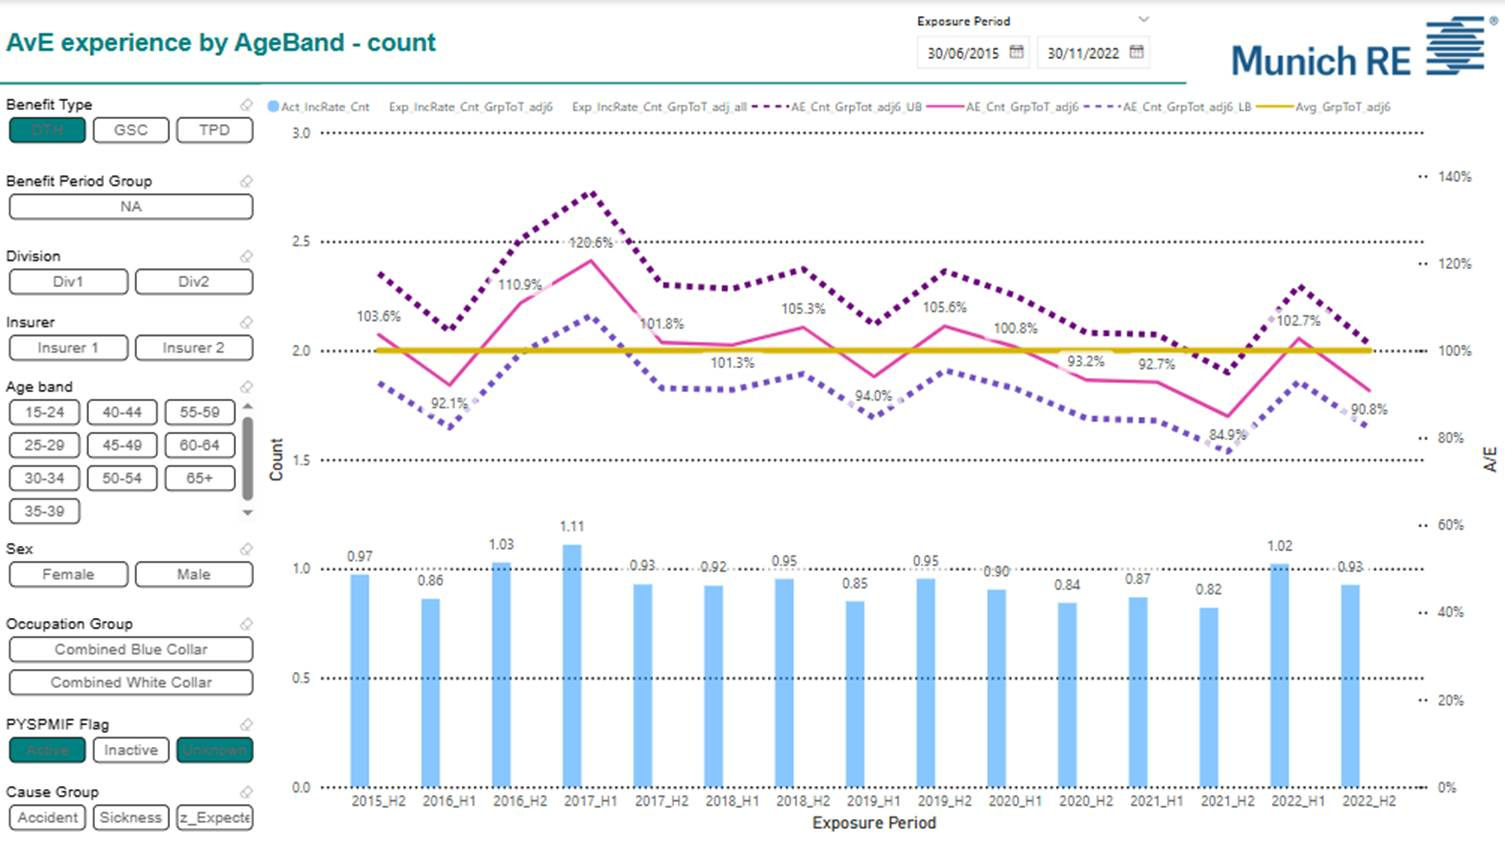 AvE experience by AgeBand - count
Exposure Period
30/06/2015 30/11/2022
Munich RE
®
Benefit Type
DTH GSC TPD
Benefit Period Group
NA
Division
Div1 Div2
Insurer
Insurer 1 Insurer 2
Age band
15-24 40-44 55-59
25-29 45-49 60-64
30-34 50-54 65+
35-39
Sex
Female Male
Occupation Group
Combined Blue Collar
Combined White Collar
PYSPMIF Flag
Active Inactive Unknown
Cause Group
Accident Sickness z_Expecte
Act_IncRate_Cnt Exp_IncRate_Cnt_GrpToT_adj6 Exp_IncRate_Cnt_GrpToT_adj_all AE_Cnt_GrpTot_adj6_UB AE_Cnt_GrpToT_adj6 AE_Cnt_GrpTot_adj6_LB Avg_GrpToT_adj6
3.0
140%
2.5
120%
2.0
100%
1.5
80%
60%
1.0
40%
0.5
20%
0.0
0%
Count
A/E
103.6% 92.1% 110.9% 120.6% 101.8% 101.3% 105.3% 94.0% 105.6% 100.8% 93.2% 92.7% 84.9% 102.7% 90.8%
0.97 0.86 1.03 1.11 0.93 0.92 0.95 0.85 0.95 0.90 0.84 0.87 0.82 1.02 0.93
2015_H2 2016_H1 2016_H2 2017_H1 2017_H2 2018_H1 2018_H2 2019_H1 2019_H2 2020_H1 2020_H2 2021_H1 2021_H2 2022_H1 2022_H2
Exposure Period